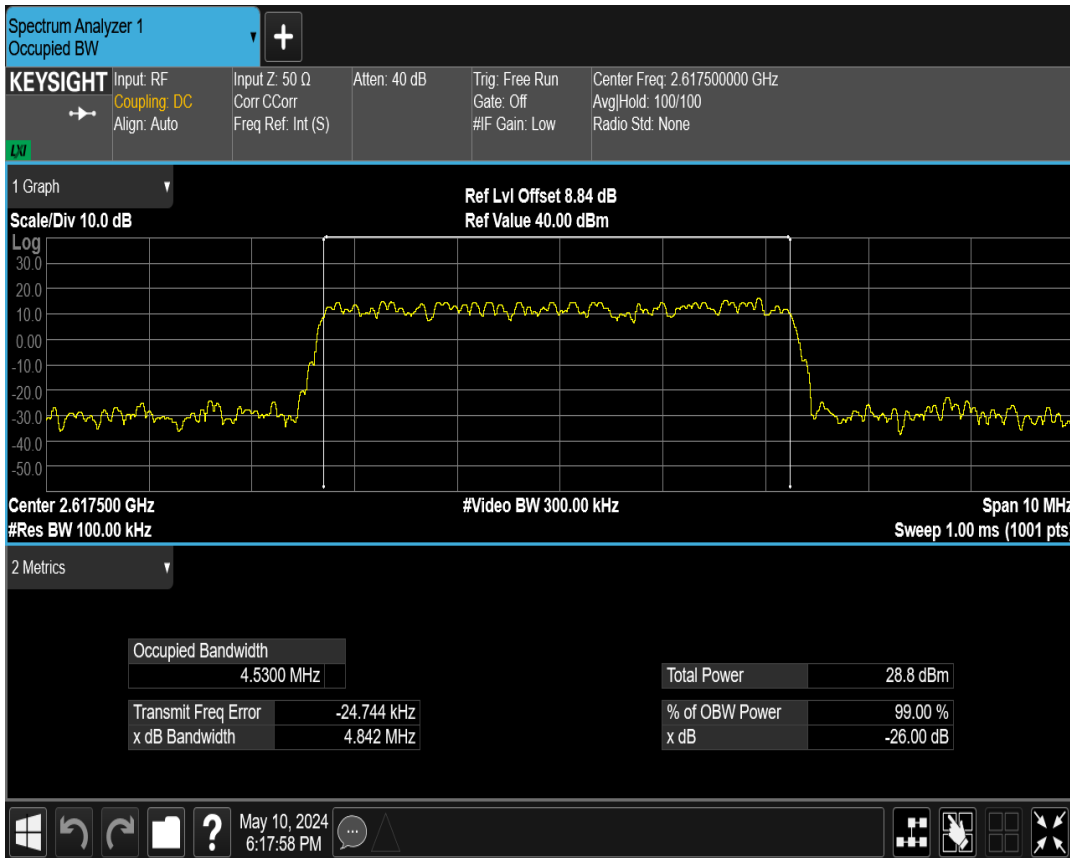 Spectrum Analyzer 1
Occupied BW
+
KEYSIGHT
LXI
Input: RF
Coupling: DC
Align: Auto
Input Z: 50 Ω
Corr CCorr
Freq Ref: Int (S)
Atten: 40 dB
Trig: Free Run
Gate: Off
#IF Gain: Low
Center Freq: 2.617500000 GHz
Avg|Hold: 100/100
Radio Std: None
1 Graph
Scale/Div 10.0 dB
Ref Lvl Offset 8.84 dB
Ref Value 40.00 dBm
Log
30.0
20.0
10.0
0.00
-10.0
-20.0
-30.0
-40.0
-50.0
Center 2.617500 GHz
#Video BW 300.00 kHz
Span 10 MHz
#Res BW 100.00 kHz
Sweep 1.00 ms (1001 pts)
2 Metrics
Occupied Bandwidth
4.5300 MHz
Total Power 28.8 dBm
Transmit Freq Error -24.744 kHz
% of OBW Power 99.00 %
x dB Bandwidth 4.842 MHz
x dB -26.00 dB
?
May 10, 2024
6:17:58 PM